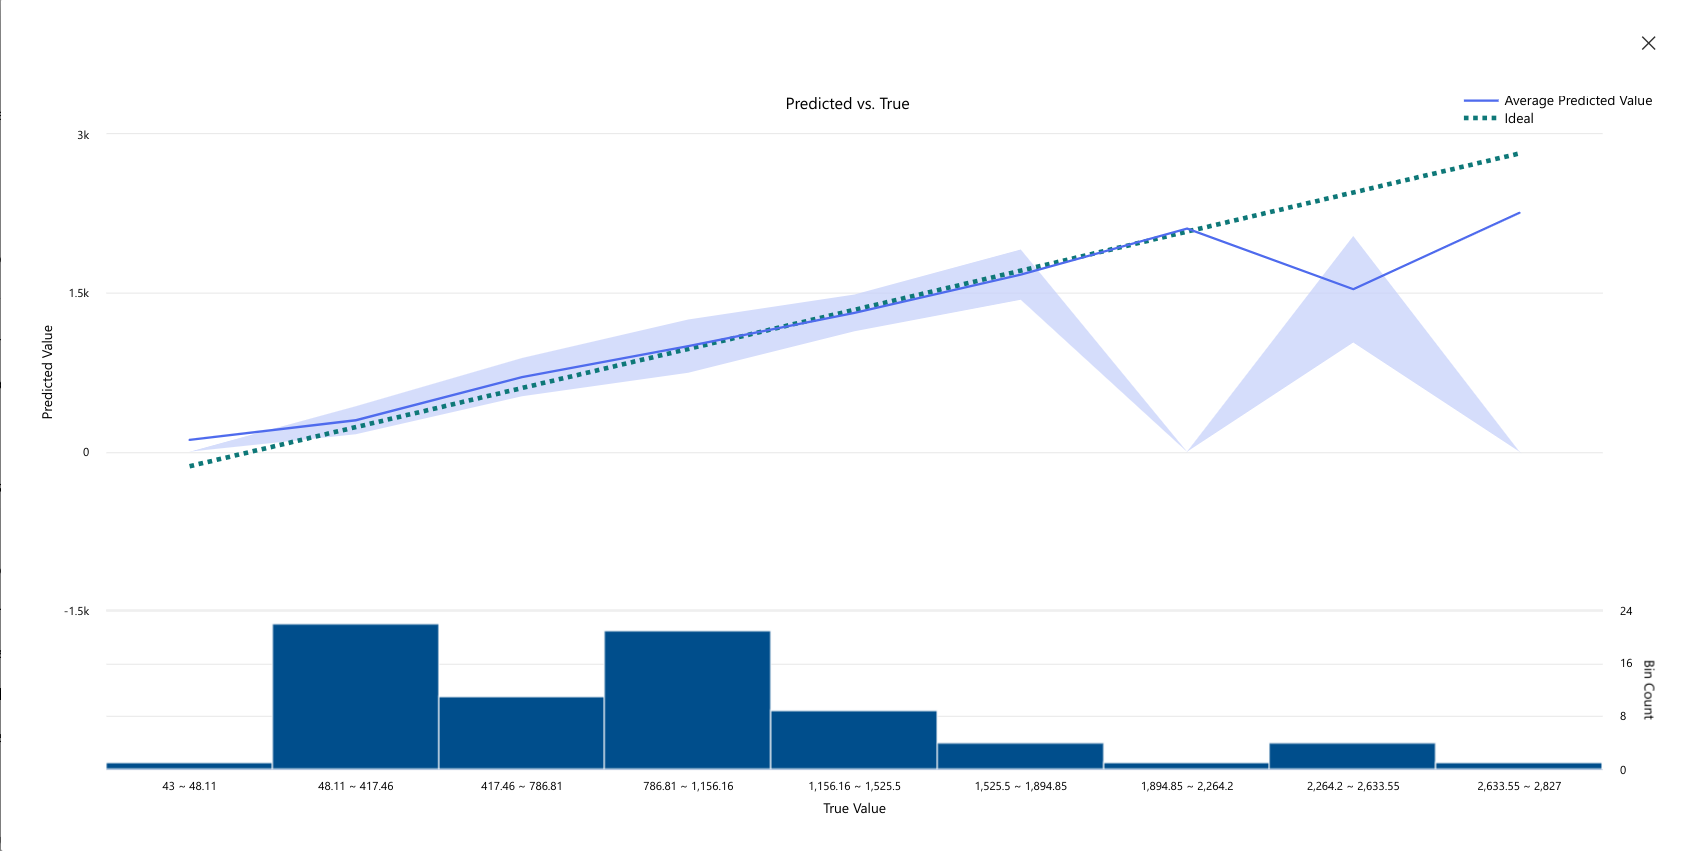 Predicted vs. True
Average Predicted Value
Ideal
3k
1.5k
0
-1.5k
Predicted Value
24
16
8
0
Bin Count
43 ~ 48.11
48.11 ~ 417.46
417.46 ~ 786.81
786.81 ~ 1,156.16
1,156.16 ~ 1,525.5
1,525.5 ~ 1,894.85
1,894.85 ~ 2,264.2
2,264.2 ~ 2,633.55
2,633.55 ~ 2,827
True Value